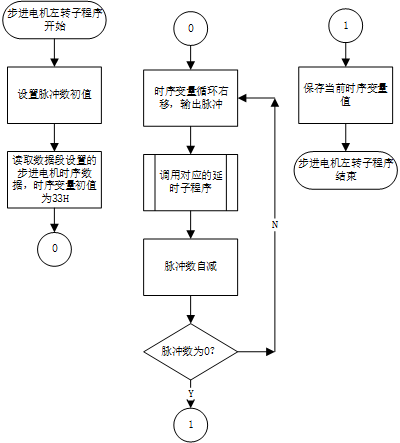 步进电机左转子程序
开始
设置脉冲数初值
读取数据段设置的
步进电机时序数
据，时序变量初值
为33H
0
0
时序变量循环右
移，输出脉冲
调用对应的延
时子程序
脉冲数自减
脉冲数为0?
N
Y
1
1
保存当前时序变量
值
步进电机左转子程序
结束